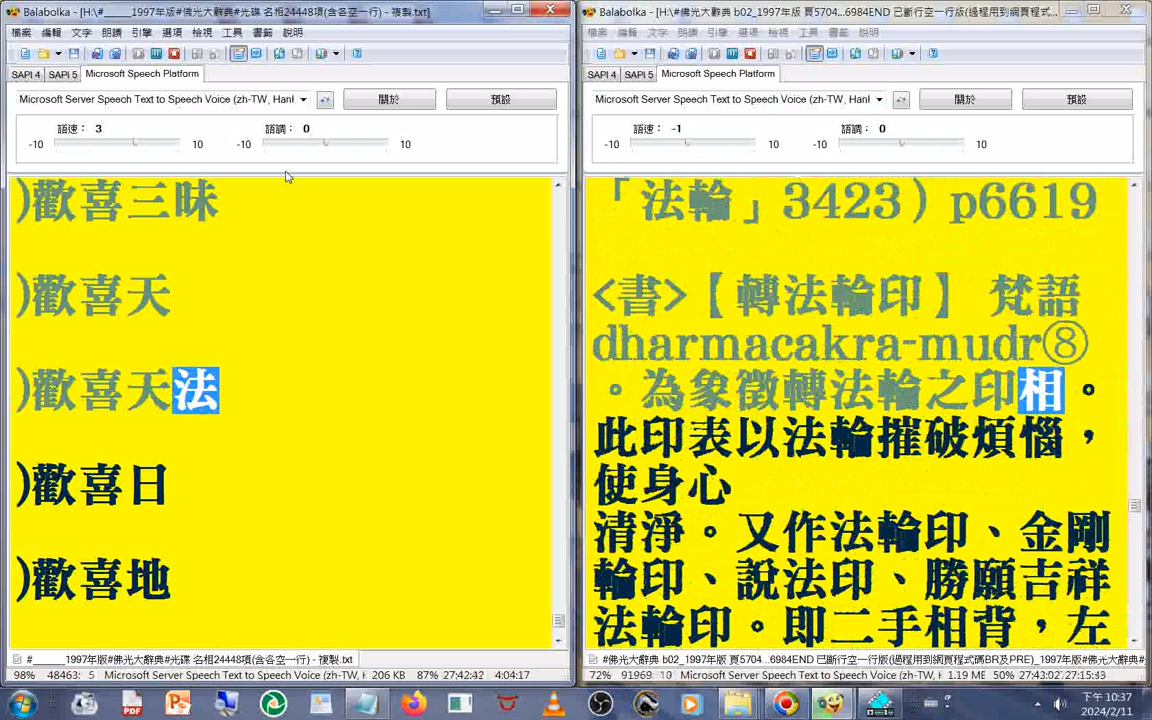 Balabolka - [H:\#_____1997年版#佛光大辭典#光碟 名相24448項(含各空一行) - 複製.txt]
檔案 編輯 文字 朗讀 引擎 選項 檢視 工具 書籤 說明
SAPI 4 SAPI 5 Microsoft Speech Platform
Microsoft Server Speech Text to Speech Voice (zh-TW, Hanl
關於 預設
語速： 3 語調： 0
-10 10 -10 10
)歡喜三昧
)歡喜天
)歡喜天法
)歡喜日
)歡喜地
#_____1997年版#佛光大辭典#光碟 名相24448項(含各空一行) - 複製.txt
98% 48463: 5 Microsoft Server Speech Text to Speech Voice (zh-TW, H 206 KB 87% 27:42:42 4:04:17
Balabolka - [H:\#佛光大辭典 b02_1997年版 頁5704...6984END 已斷行空一行版(過程用到網頁程式...
檔案 編輯 文字 朗讀 引擎 選項 檢視 工具 書籤 說明
SAPI 4 SAPI 5 Microsoft Speech Platform
Microsoft Server Speech Text to Speech Voice (zh-TW, Hanl
關於 預設
語速： -1 語調： 0
-10 10 -10 10
「法輪」3423）p6619
<書>【轉法輪印】 梵語
dharmacakra-mudr⑧
。為象徵轉法輪之印相。
此印表以法輪摧破煩惱，
使身心
清淨。又作法輪印、金剛
輪印、說法印、勝願吉祥
法輪印。即二手相背，左
#佛光大辭典 b02_1997年版 頁5704...6984END 已斷行空一行版(過程用到網頁程式碼BR及PRE)_1997年版#佛光大辭典#
72% 91969: 10 Microsoft Server Speech Text to Speech Voice (zh-TW, H 1.19 MB 50% 27:43:02
下午 10:37
2024/2/11